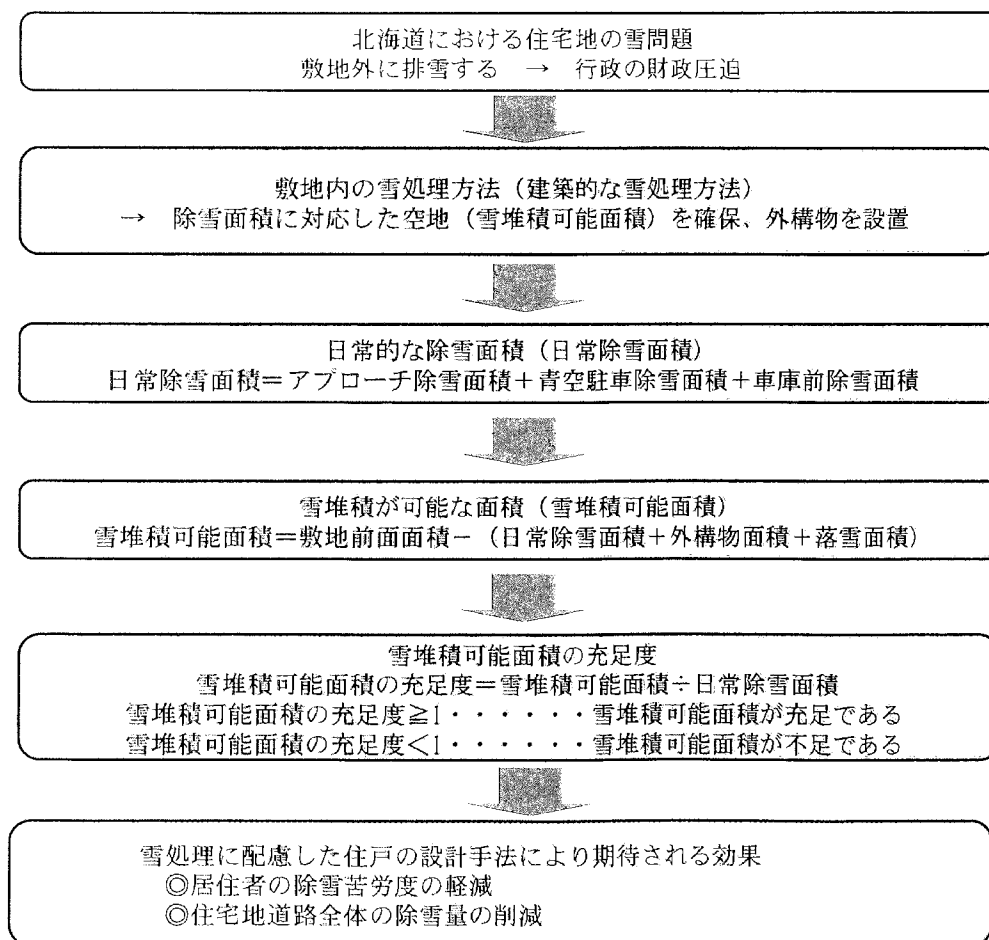 北海道における住宅地の雪問題
敷地外に排雪する → 行政の財政圧迫
敷地内の雪処理方法（建築的な雪処理方法）
→ 除雪面積に対応した空地（雪堆積可能面積）を確保、外構物を設置
日常的な除雪面積（日常除雪面積）
日常除雪面積＝アプローチ除雪面積＋青空駐車除雪面積＋車庫前除雪面積
雪堆積が可能な面積（雪堆積可能面積）
雪堆積可能面積＝敷地前面面積－（日常除雪面積＋外構物面積＋落雪面積）
雪堆積可能面積の充足度
雪堆積可能面積の充足度＝雪堆積可能面積÷日常除雪面積
雪堆積可能面積の充足度≧1・・・・・・雪堆積可能面積が充足である
雪堆積可能面積の充足度＜1・・・・・・雪堆積可能面積が不足である
雪処理に配慮した住戸の設計手法により期待される効果
◎居住者の除雪苦労度の軽減
◎住宅地道路全体の除雪量の削減